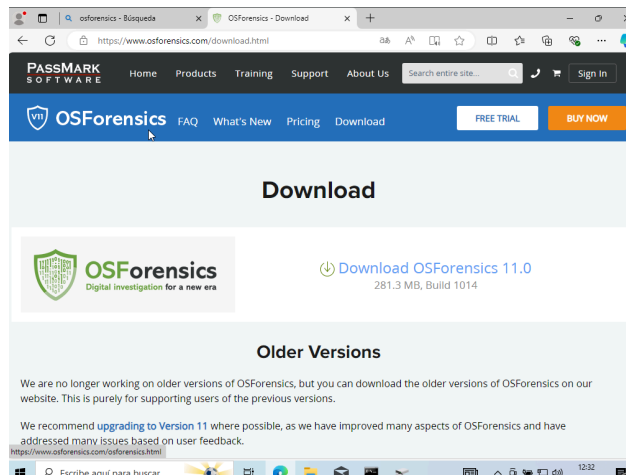 osforensics - Búsqueda
OSForensics - Download
https://www.osforensics.com/download.html
PASSMARK
SOFTWARE
Home
Products
Training
Support
About Us
Search entire site...
Sign In
V11
OSForensics
FAQ
What's New
Pricing
Download
FREE TRIAL
BUY NOW
Download
OSForensics
Digital investigation for a new era
Download OSForensics 11.0
281.3 MB, Build 1014
Older Versions
We are no longer working on older versions of OSForensics, but you can download the older versions of OSForensics on our
website. This is purely for supporting users of the previous versions.
We recommend upgrading to Version 11 where possible, as we have improved many aspects of OSForensics and have
addressed many issues based on user feedback.
https://www.osforensics.com/osforensics.html
Escribe aquí para buscar
12:32